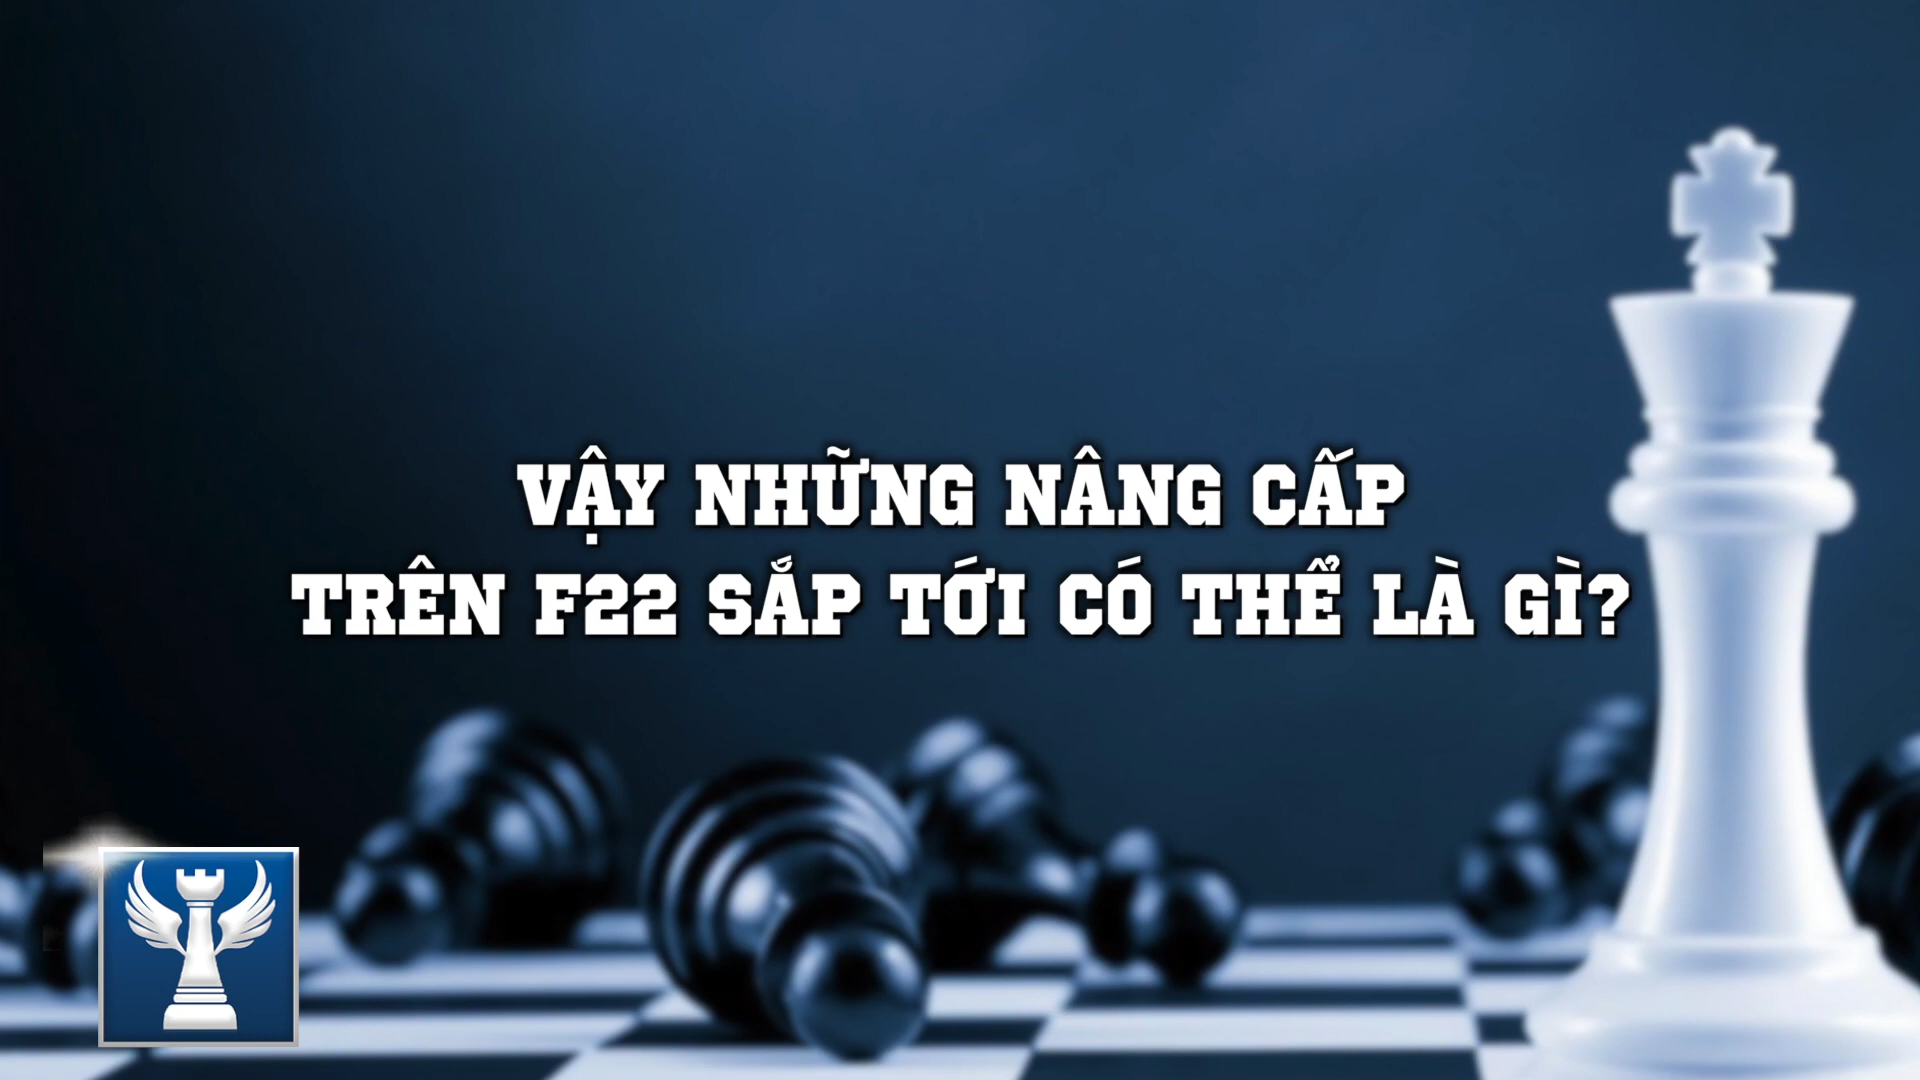 VẬY NHỮNG NÂNG CẤP
TRÊN F22 SẮP TỚI CÓ THỂ LÀ GÌ?